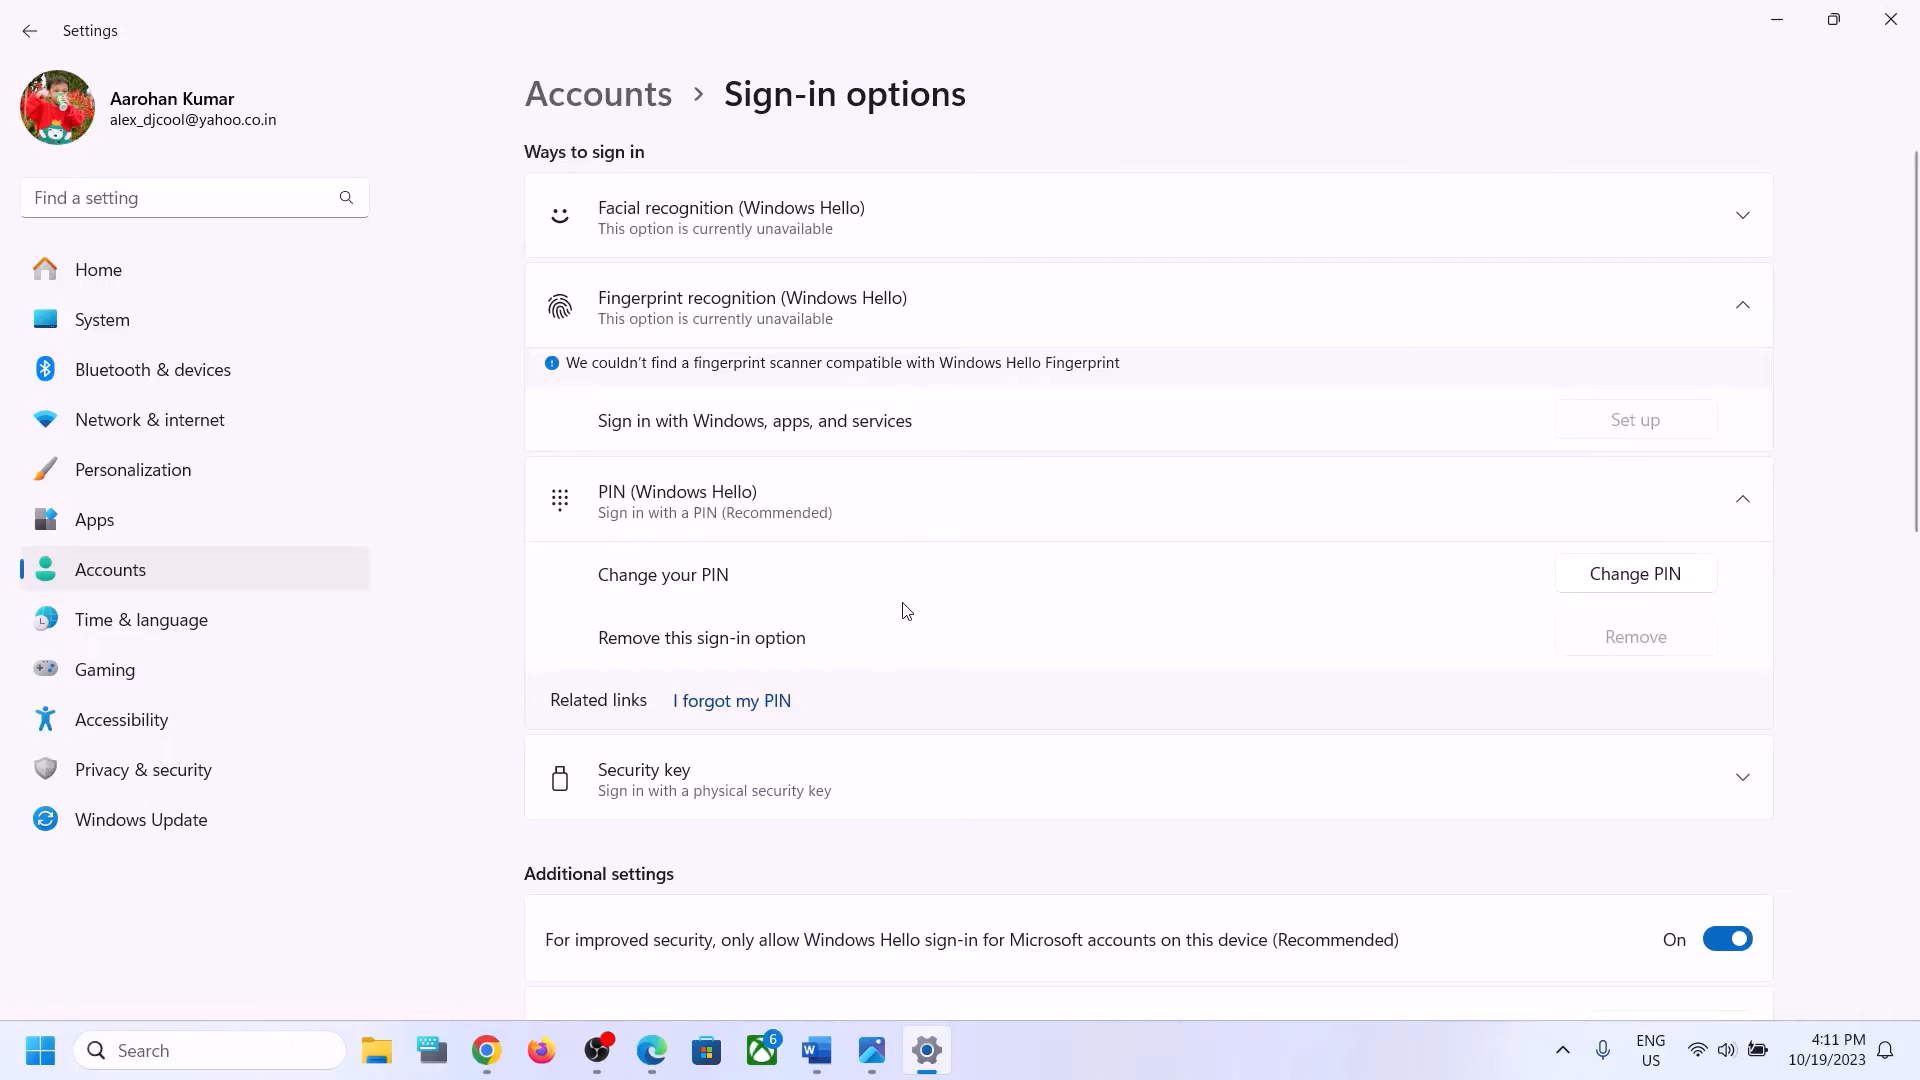 Settings
Aarohan Kumar
alex_djcool@yahoo.co.in
Find a setting
Home
System
Bluetooth & devices
Network & internet
Personalization
Apps
Accounts
Time & language
Gaming
Accessibility
Privacy & security
Windows Update
Accounts > Sign-in options
Ways to sign in
Facial recognition (Windows Hello)
This option is currently unavailable
Fingerprint recognition (Windows Hello)
This option is currently unavailable
We couldn't find a fingerprint scanner compatible with Windows Hello Fingerprint
Sign in with Windows, apps, and services
Set up
PIN (Windows Hello)
Sign in with a PIN (Recommended)
Change your PIN
Change PIN
Remove this sign-in option
Remove
Related links I forgot my PIN
Security key
Sign in with a physical security key
Additional settings
For improved security, only allow Windows Hello sign-in for Microsoft accounts on this device (Recommended)
On
Search
6
ENG
US
4:11 PM
10/19/2023